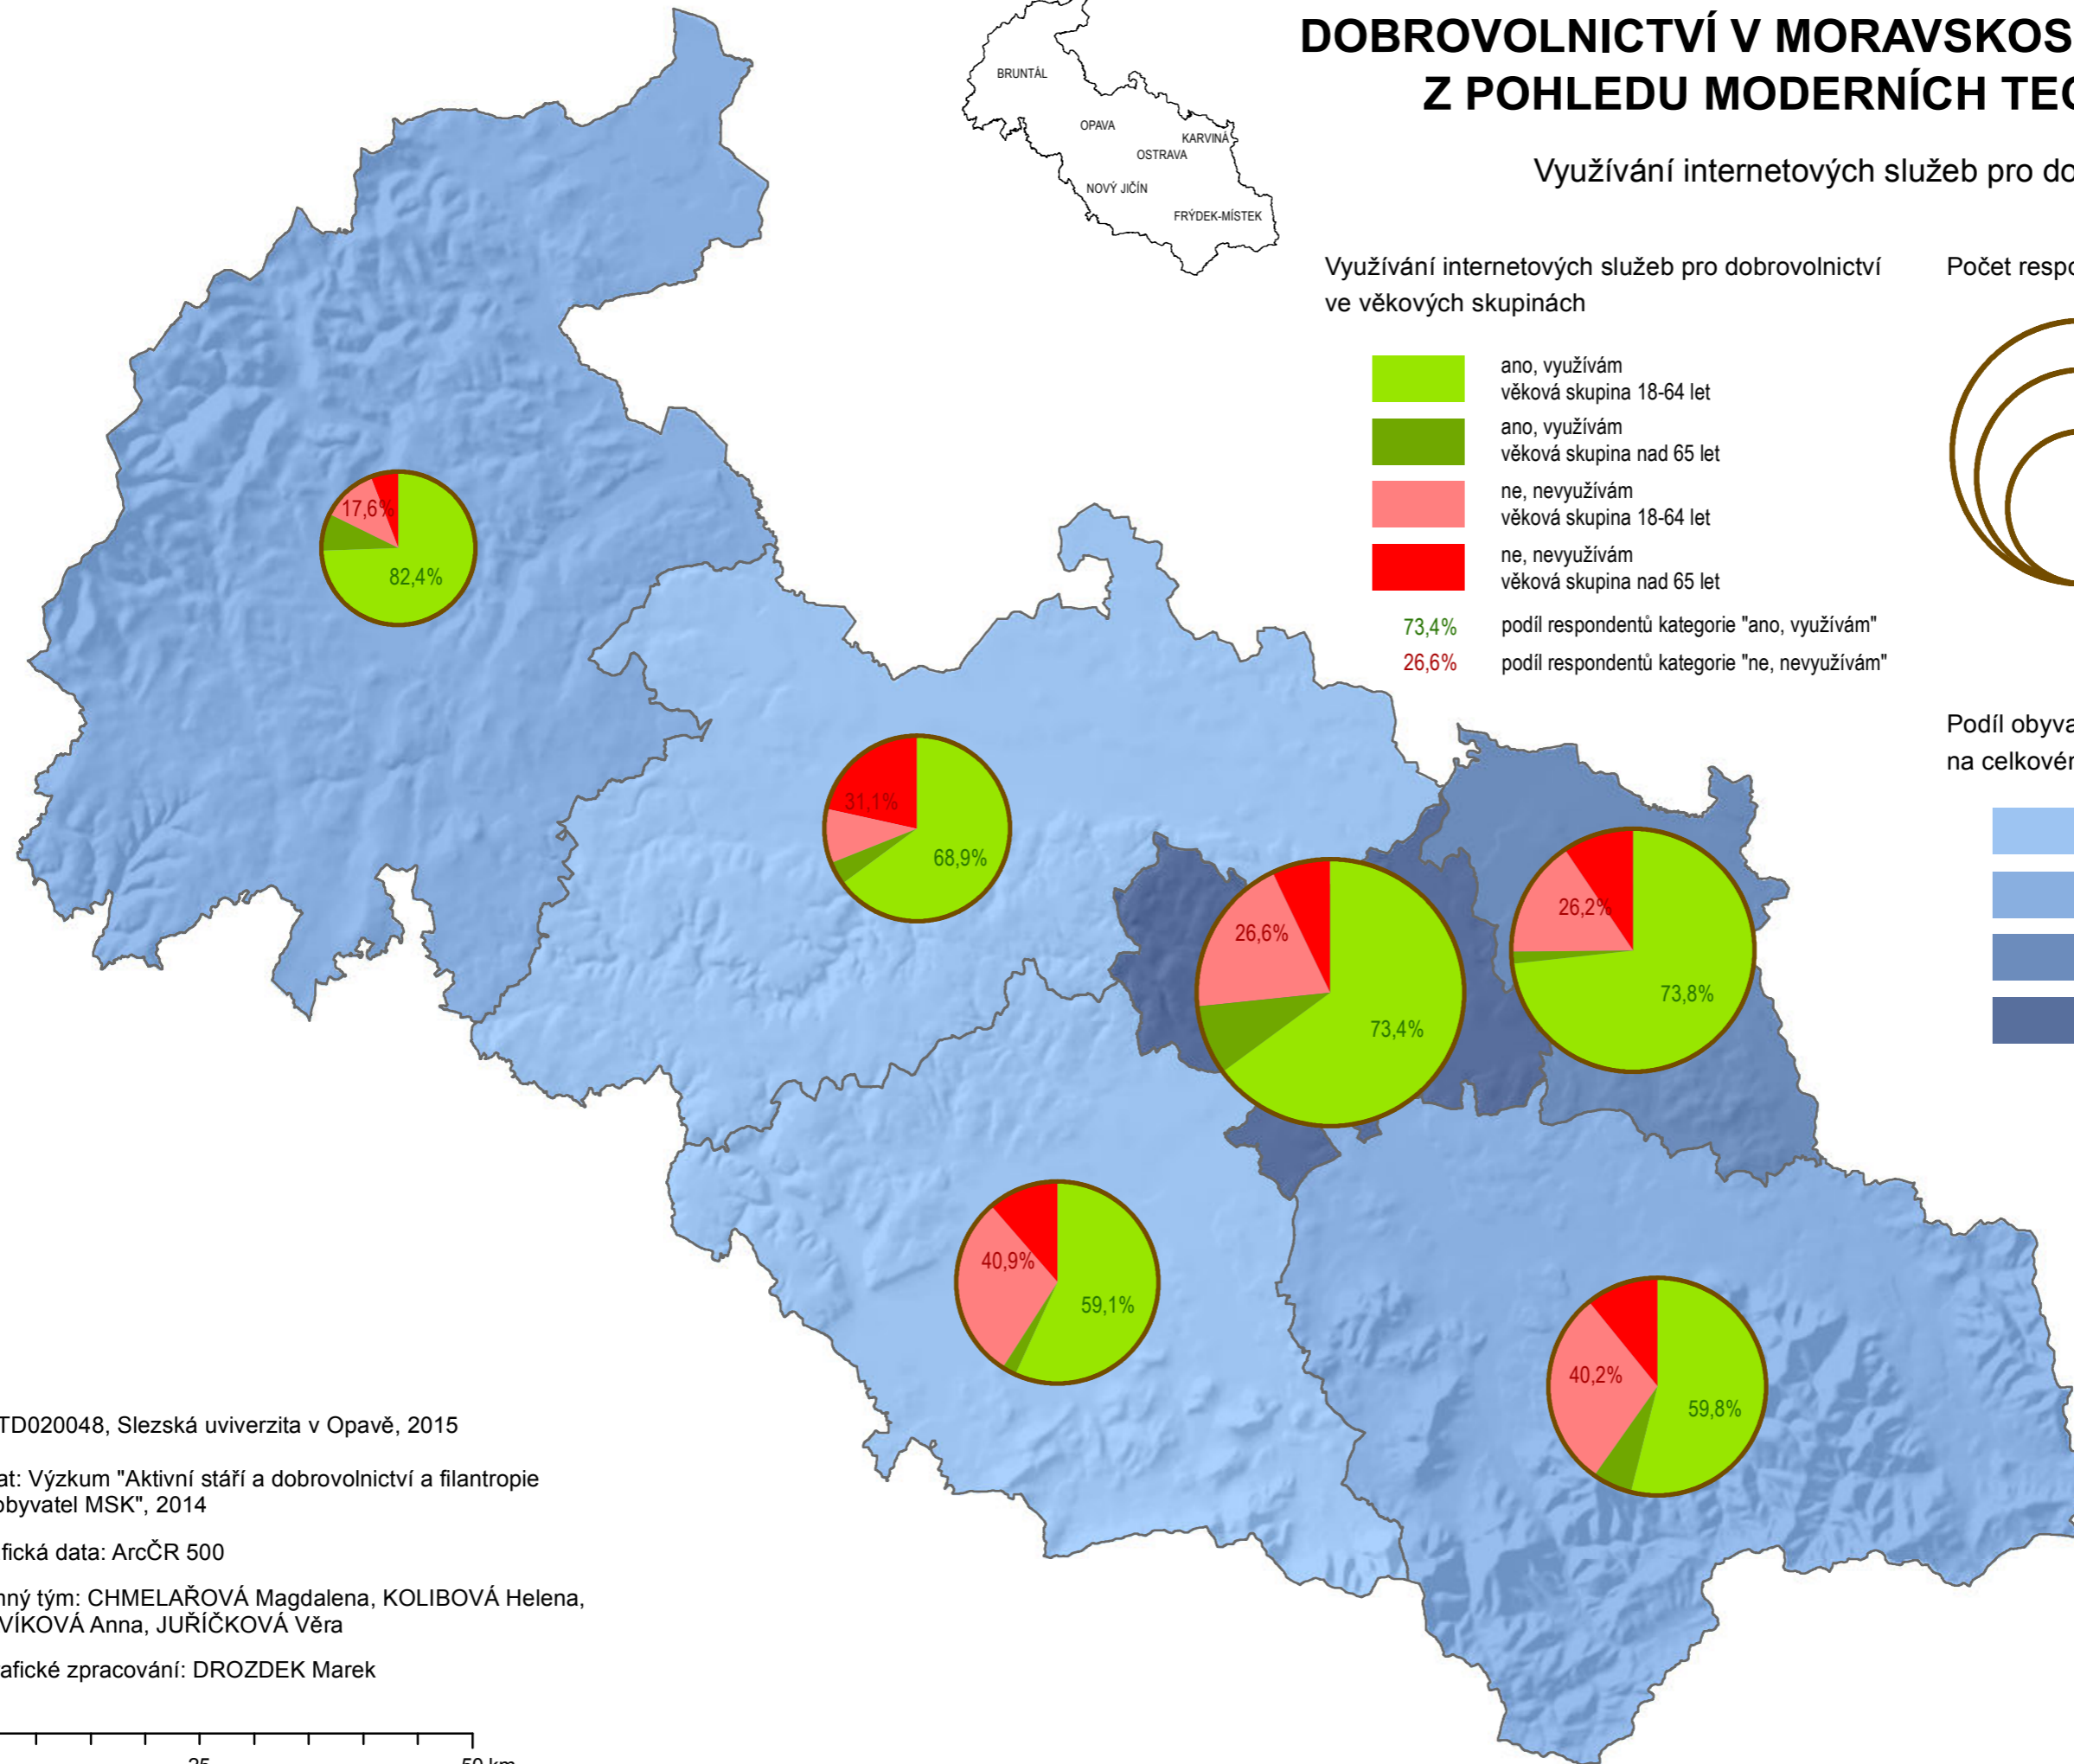 DOBROVOLNICTVÍ V MORAVSKOS
Z POHLEDU MODERNÍCH TEC
Využívání internetových služeb pro do
BRUNTÁL
OPAVA
KARVINÁ
OSTRAVA
NOVÝ JIČÍN
FRÝDEK-MÍSTEK
Využívání internetových služeb pro dobrovolnictví
ve věkových skupinách
ano, využívám
věková skupina 18-64 let
ano, využívám
věková skupina nad 65 let
ne, nevyužívám
věková skupina 18-64 let
ne, nevyužívám
věková skupina nad 65 let
73,4% podíl respondentů kategorie "ano, využívám"
26,6% podíl respondentů kategorie "ne, nevyužívám"
Počet respo
Podíl obyva
na celkovém
17,6%
82,4%
31,1%
68,9%
26,6%
73,4%
26,2%
73,8%
40,9%
59,1%
40,2%
59,8%
TD020048, Slezská uviverzita v Opavě, 2015
at: Výzkum "Aktivní stáří a dobrovolnictví a filantropie
obyvatel MSK", 2014
fická data: ArcČR 500
nný tým: CHMELAŘOVÁ Magdalena, KOLIBOVÁ Helena,
VÍKOVÁ Anna, JUŘÍČKOVÁ Věra
rafické zpracování: DROZDEK Marek
25
50 km